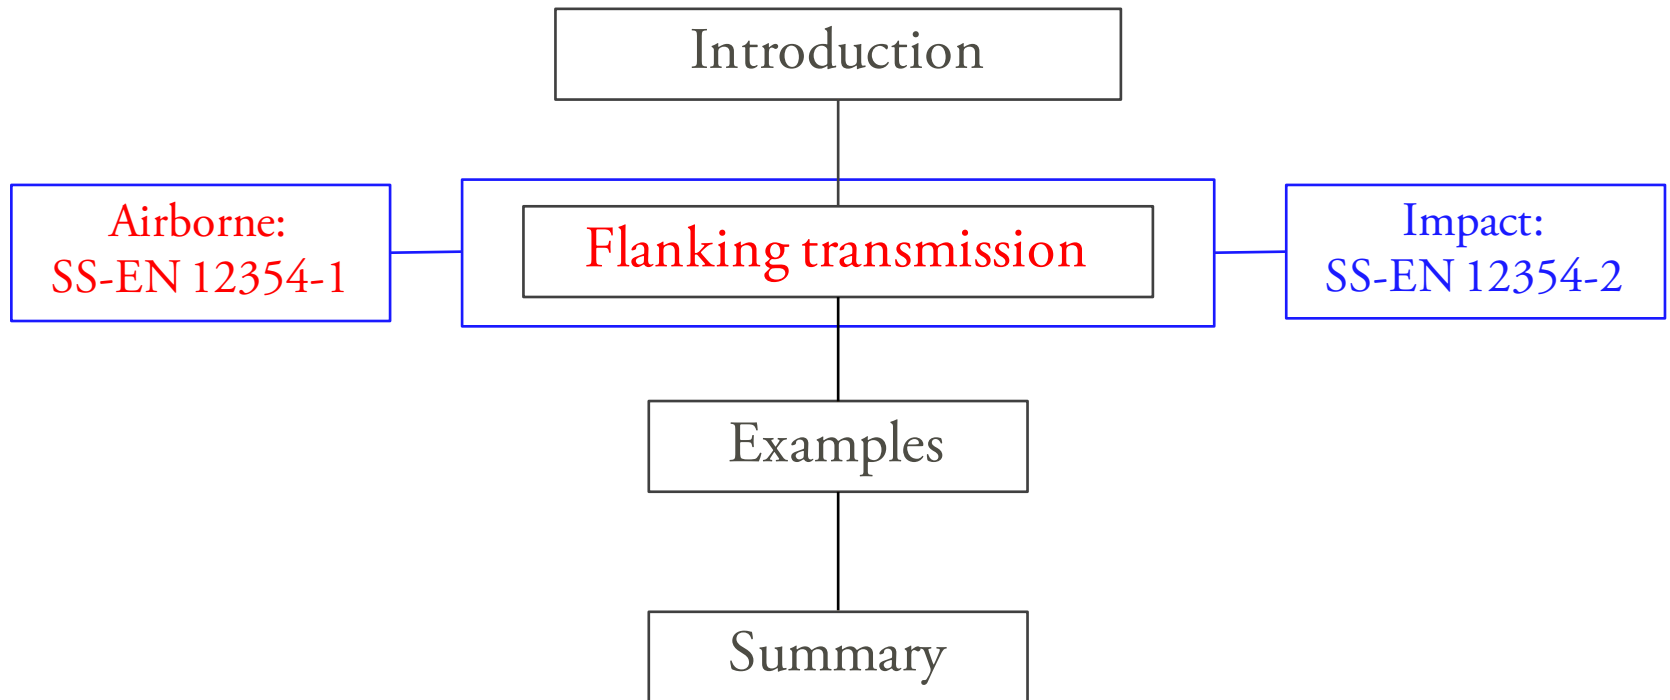 Introduction
Airborne:
SS-EN 12354-1
Flanking transmission
Impact:
SS-EN 12354-2
Examples
Summary